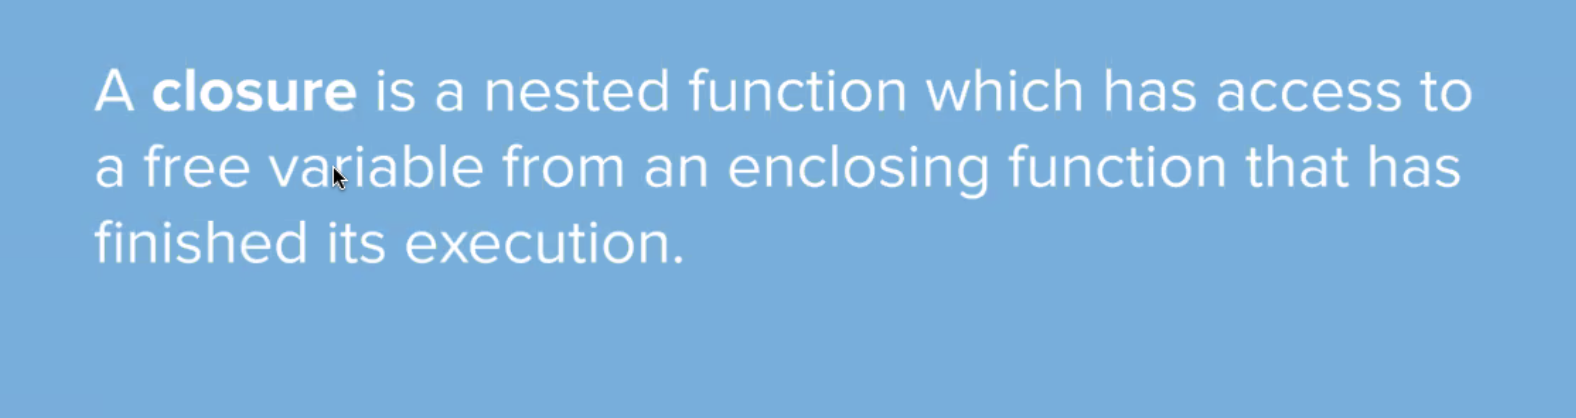 A closure is a nested function which has access to
a free variable from an enclosing function that has
finished its execution.